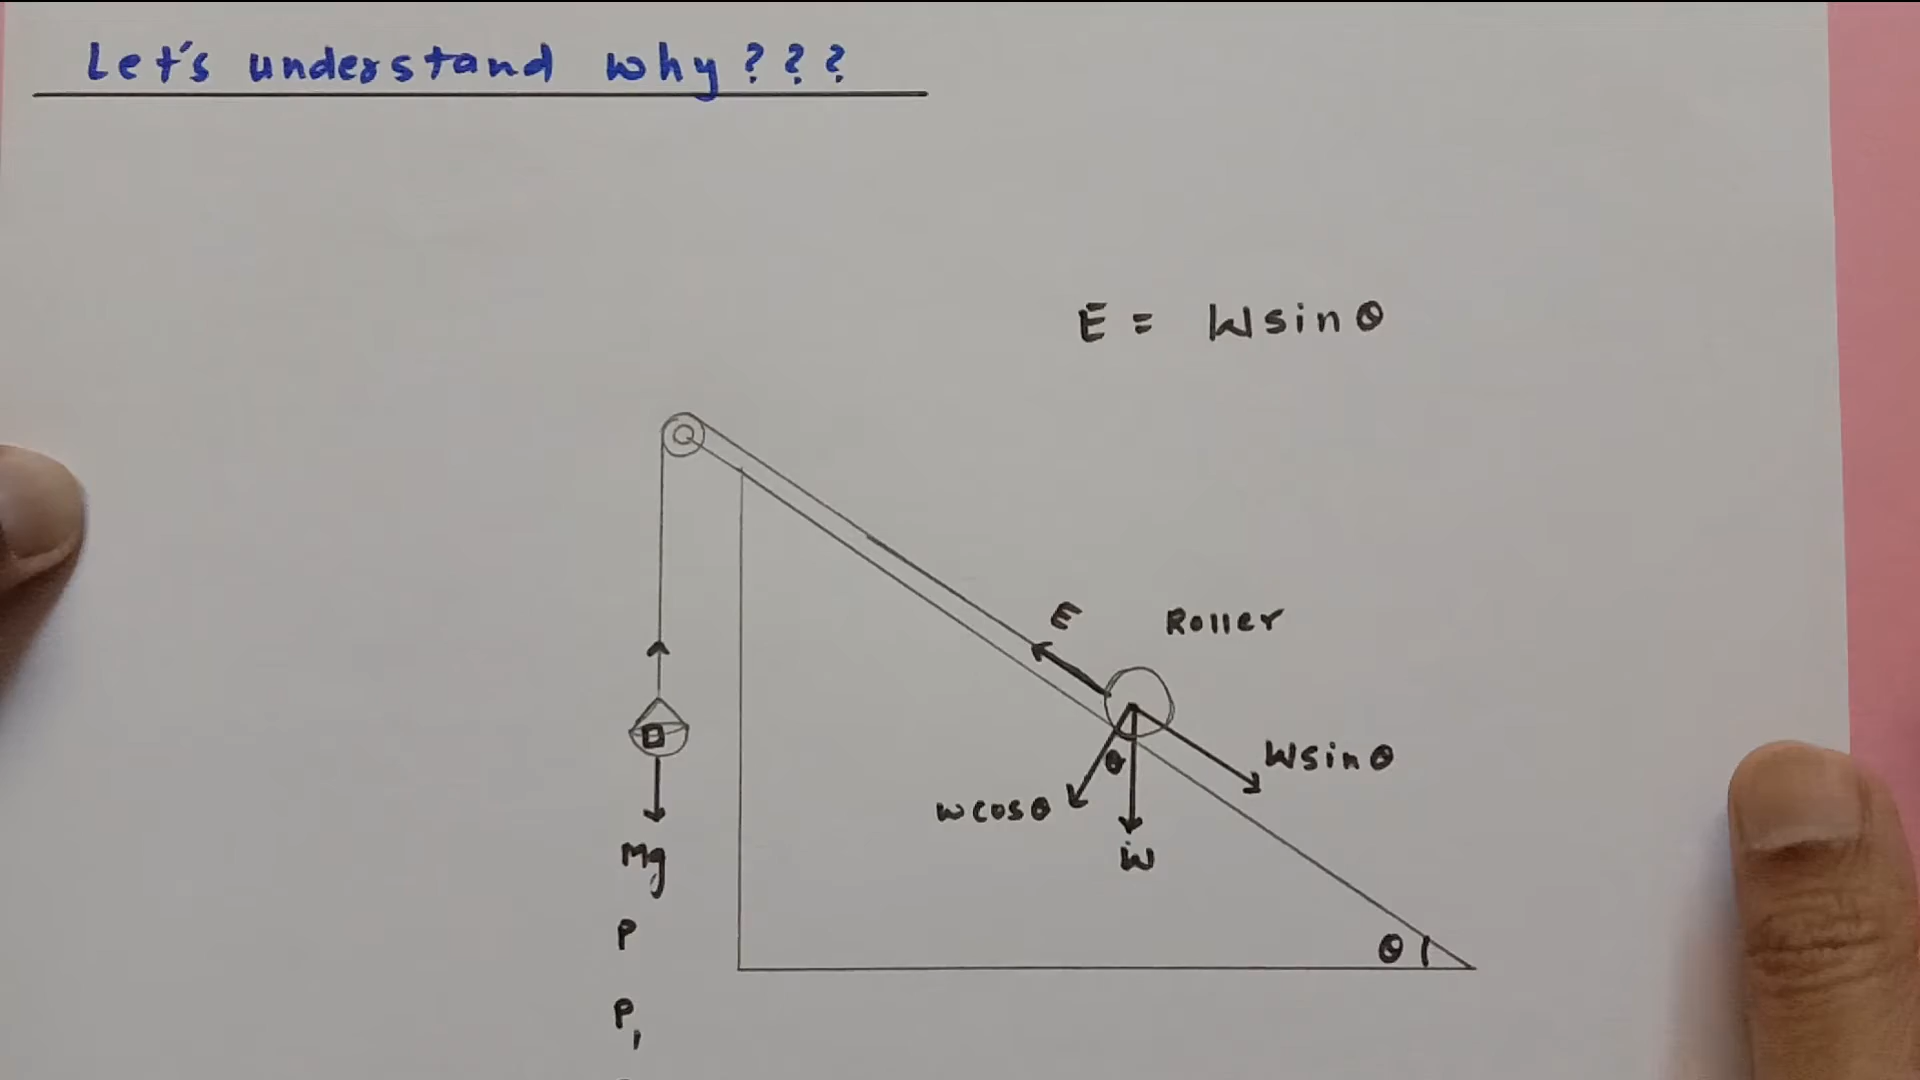 Let's understand why???
E = Wsinθ
E
Roller
Wsinθ
θ
wcosθ
W
Mg
θ
P
P1